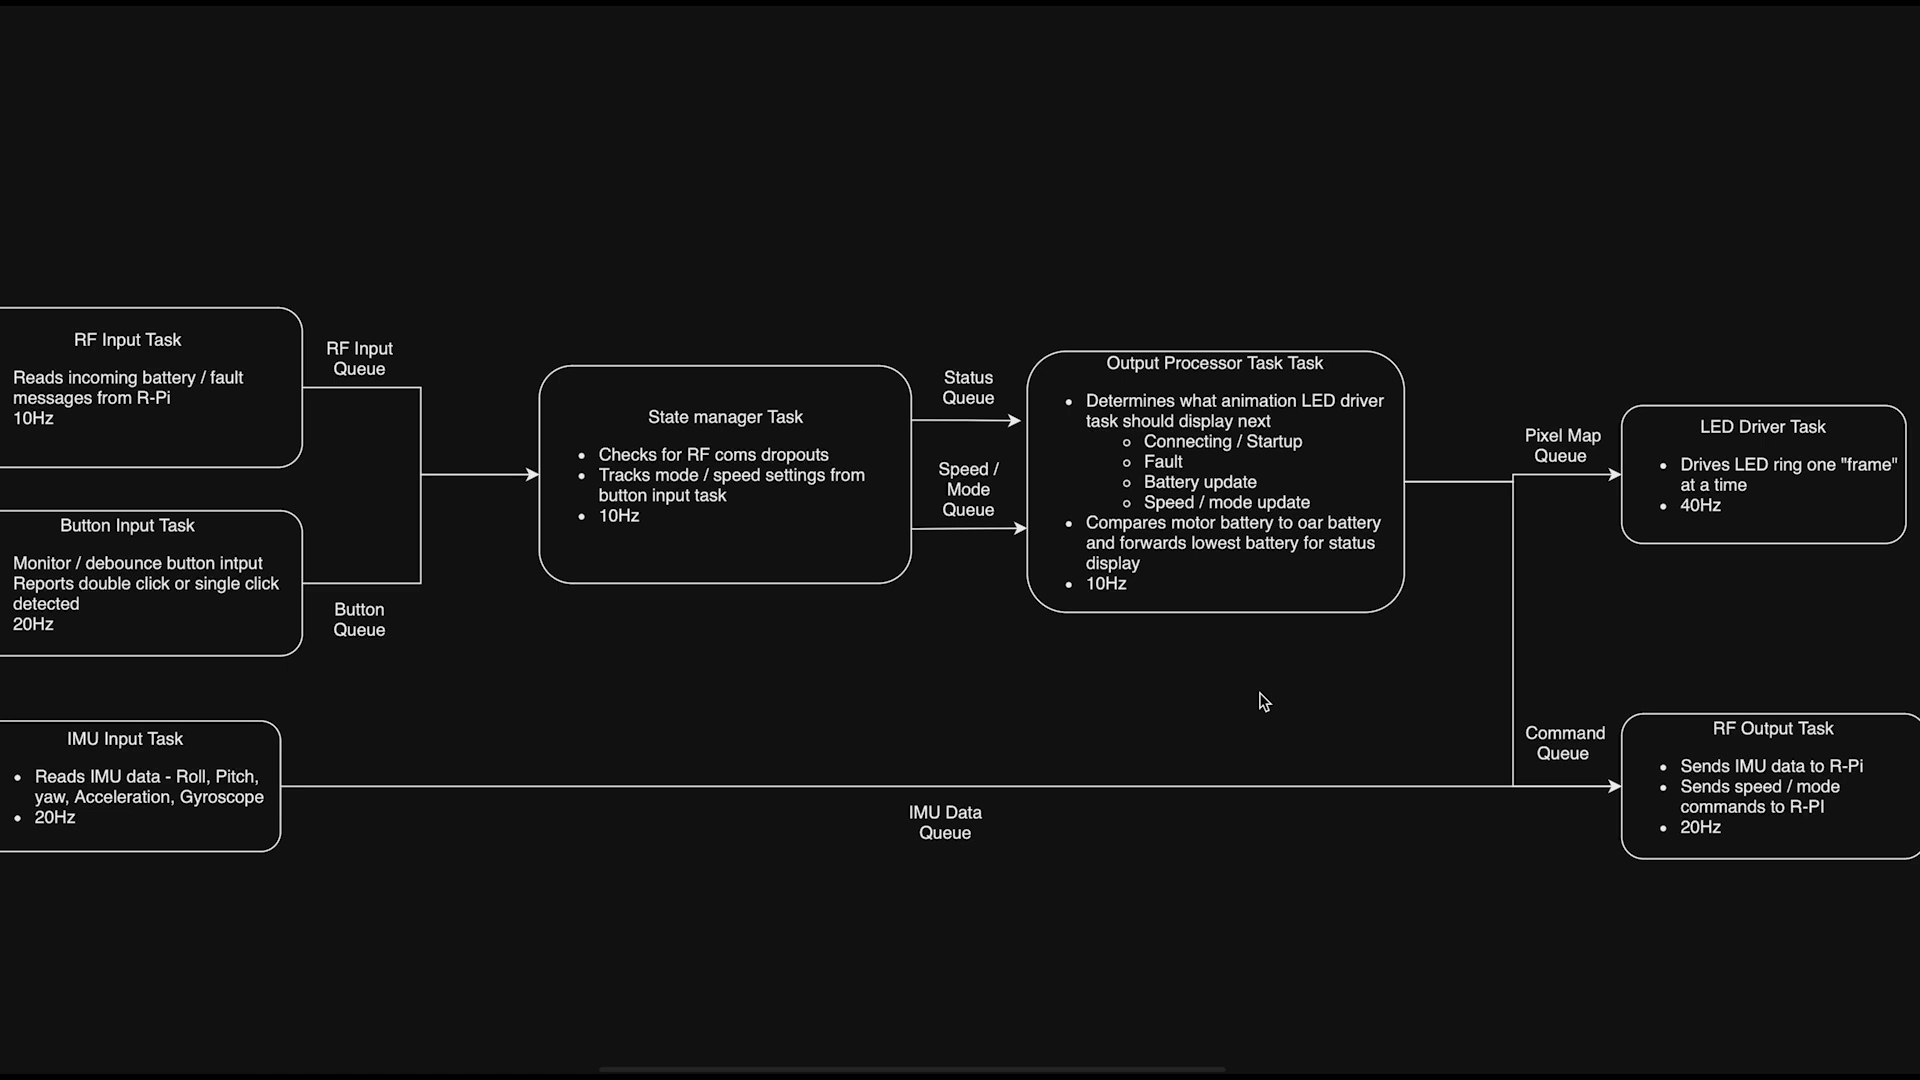 RF Input Task
Reads incoming battery / fault
messages from R-Pi
10Hz
RF Input
Queue
Button Input Task
Monitor / debounce button intput
Reports double click or single click
detected
20Hz
Button
Queue
IMU Input Task
• Reads IMU data - Roll, Pitch,
yaw, Acceleration, Gyroscope
• 20Hz
IMU Data
Queue
State manager Task
• Checks for RF coms dropouts
• Tracks mode / speed settings from
button input task
• 10Hz
Status
Queue
Speed /
Mode
Queue
Output Processor Task Task
• Determines what animation LED driver
task should display next
○ Connecting / Startup
○ Fault
○ Battery update
○ Speed / mode update
• Compares motor battery to oar battery
and forwards lowest battery for status
display
• 10Hz
Pixel Map
Queue
LED Driver Task
• Drives LED ring one "frame"
at a time
• 40Hz
Command
Queue
RF Output Task
• Sends IMU data to R-Pi
• Sends speed / mode
commands to R-PI
• 20Hz